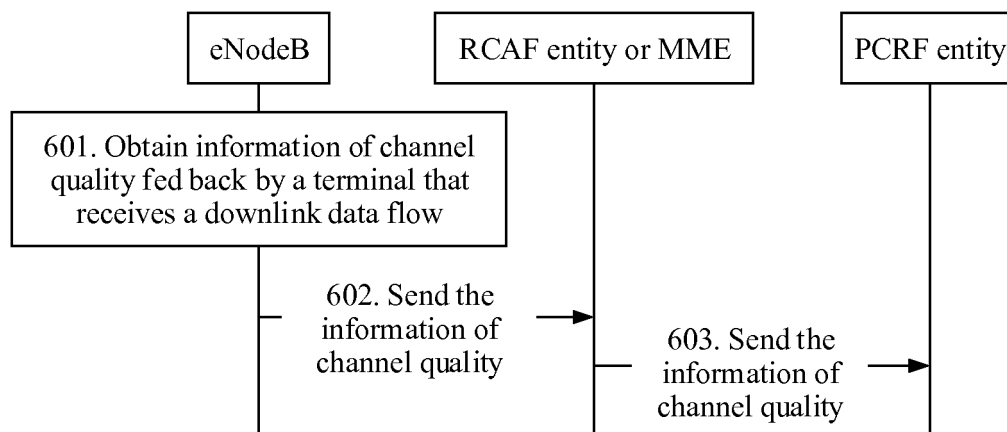 eNodeB
RCAF entity or MME
PCRF entity
601. Obtain information of channel
quality fed back by a terminal that
receives a downlink data flow
602. Send the
information of
channel quality
603. Send the
information of
channel quality